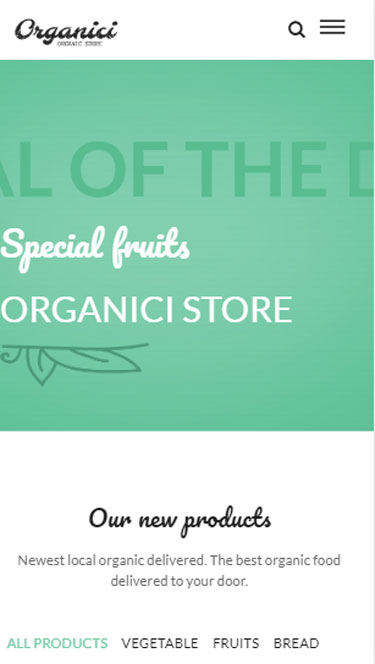 Organici
ORGANIC STORE
AL OF THE D
Special fruits
ORGANICI STORE
Our new products
Newest local organic delivered. The best organic food
delivered to your door.
ALL PRODUCTS VEGETABLE FRUITS BREAD